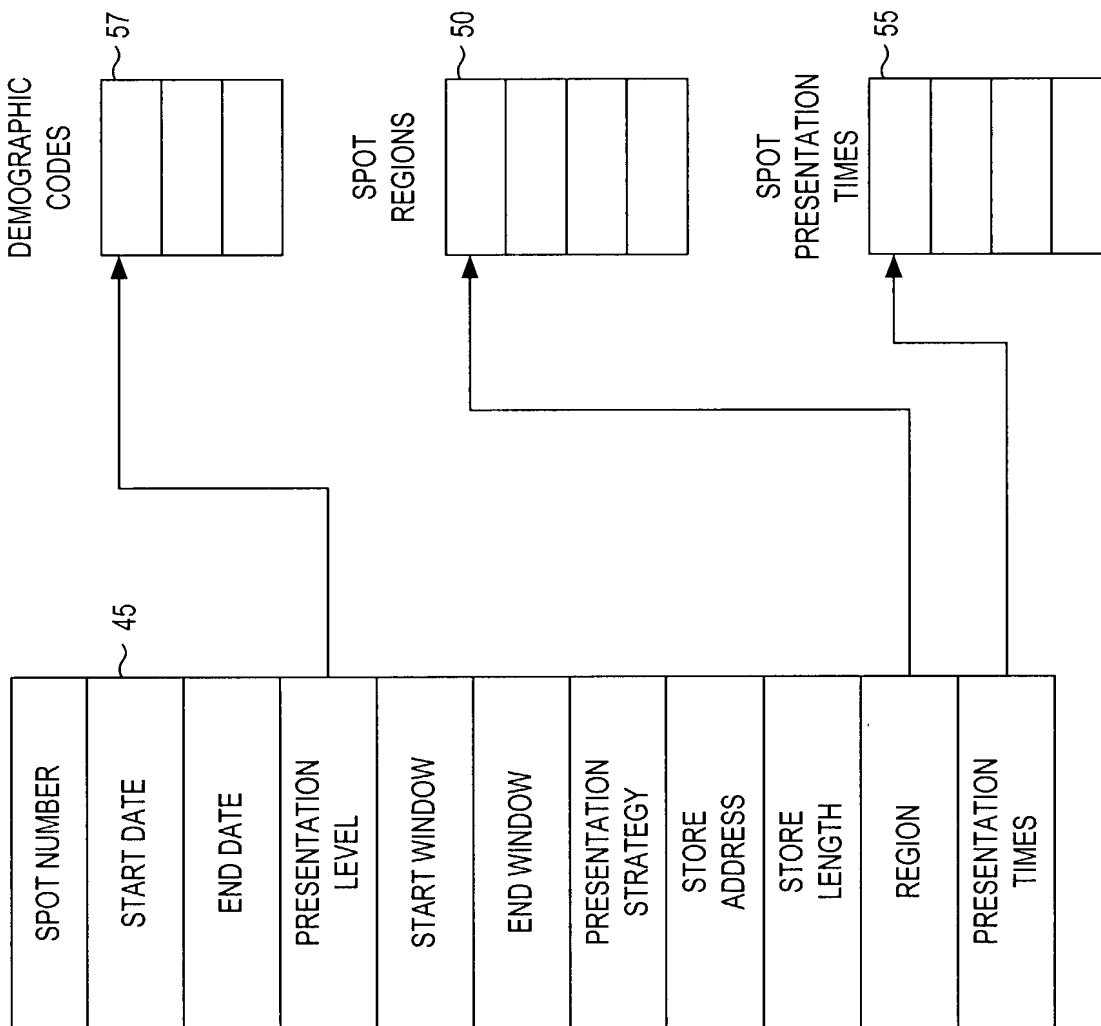 SPOT NUMBER
START DATE
45
END DATE
PRESENTATION
LEVEL
START WINDOW
END WINDOW
PRESENTATION
STRATEGY
STORE
ADDRESS
STORE
LENGTH
REGION
PRESENTATION
TIMES
DEMOGRAPHIC
CODES
57
SPOT
REGIONS
50
SPOT
PRESENTATION
TIMES
55